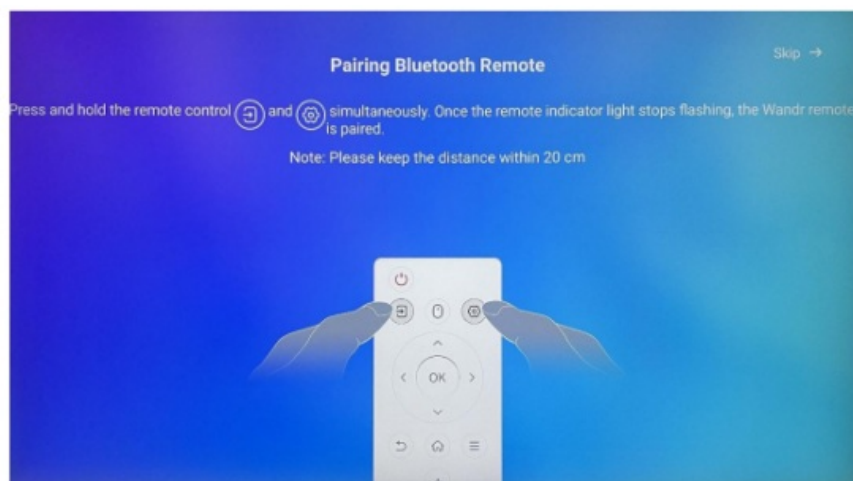 Skip →
Pairing Bluetooth Remote
Press and hold the remote control and simultaneously. Once the remote indicator light stops flashing, the Wandr remote
is paired.
Note: Please keep the distance within 20 cm
OK